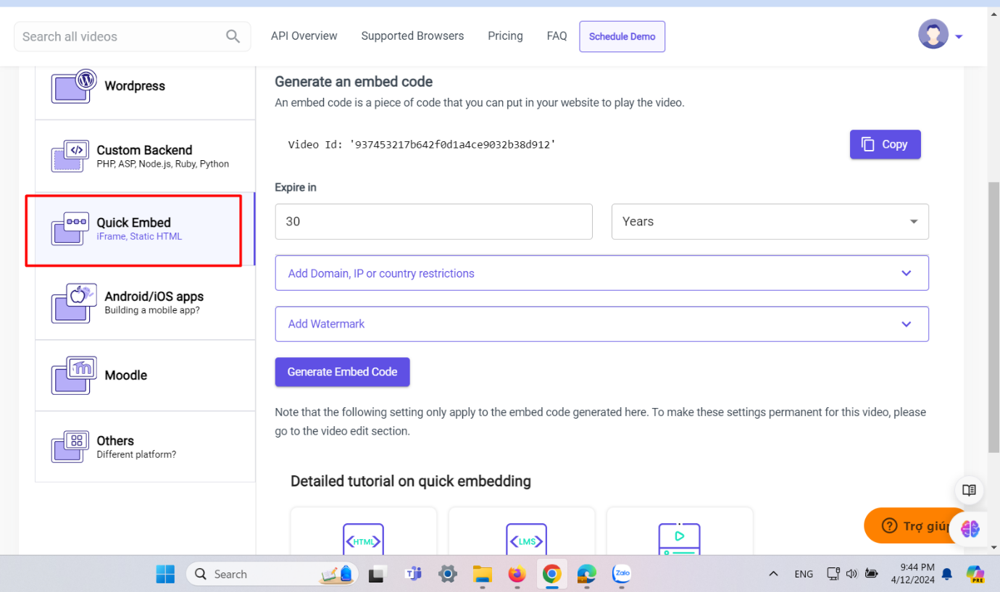 Search all videos
API Overview
Supported Browsers
Pricing
FAQ
Schedule Demo
Wordpress
Custom Backend
PHP, ASP, Node.js, Ruby, Python
Quick Embed
iFrame, Static HTML
Android/iOS apps
Building a mobile app?
Moodle
Others
Different platform?
Generate an embed code
An embed code is a piece of code that you can put in your website to play the video.
Video Id: '937453217b642f0d1a4ce9032b38d912'
Copy
Expire in
30
Years
Add Domain, IP or country restrictions
Add Watermark
Generate Embed Code
Note that the following setting only apply to the embed code generated here. To make these settings permanent for this video, please
go to the video edit section.
Detailed tutorial on quick embedding
<HTML>
<LMS>
Trợ giúp
Search
Zalo
ENG
9:44 PM
4/12/2024
PRE